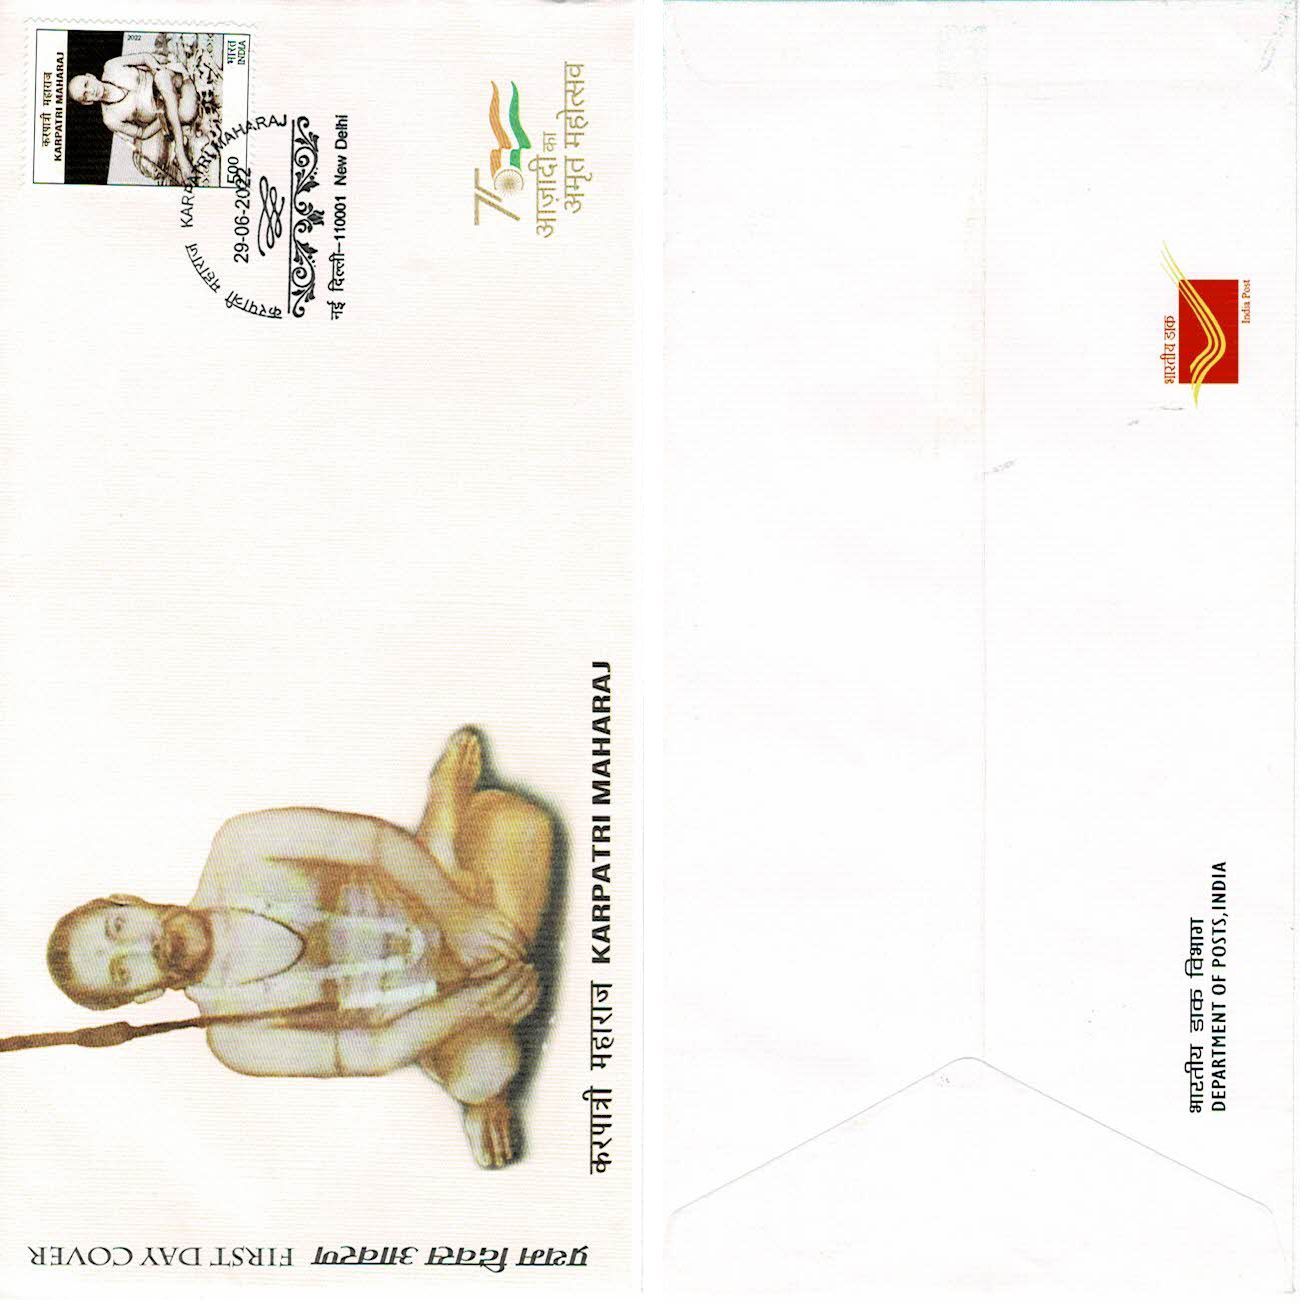 प्रथम दिवस आवरण FIRST DAY COVER
करपात्री महाराज
KARPATRI MAHARAJ
2022
500
भारत
INDIA
करपात्री महाराज KARPATRI MAHARAJ
29-06-2022
नई दिल्ली-110001 New Delhi
75
आज़ादी का
अमृत महोत्सव
करपात्री महाराज KARPATRI MAHARAJ
भारतीय डाक विभाग
DEPARTMENT OF POSTS, INDIA
भारतीय डाक
India Post